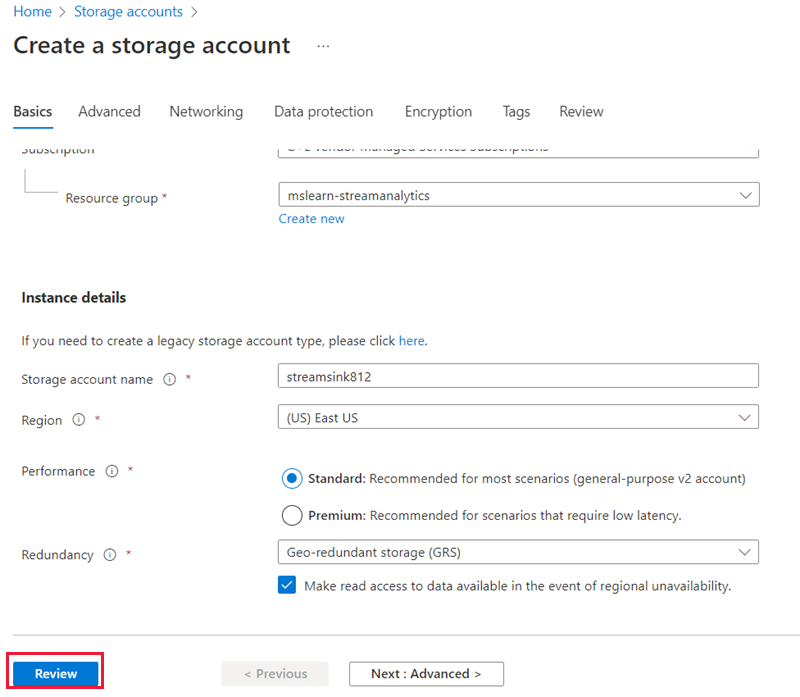 Home > Storage accounts >
Create a storage account ...
Basics Advanced Networking Data protection Encryption Tags Review
Subscription
Resource group * mslearn-streamanalytics
Create new
Instance details
If you need to create a legacy storage account type, please click here.
Storage account name * streamsink812
Region * (US) East US
Performance * Standard: Recommended for most scenarios (general-purpose v2 account)
Premium: Recommended for scenarios that require low latency.
Redundancy * Geo-redundant storage (GRS)
Make read access to data available in the event of regional unavailability.
Review < Previous Next : Advanced >